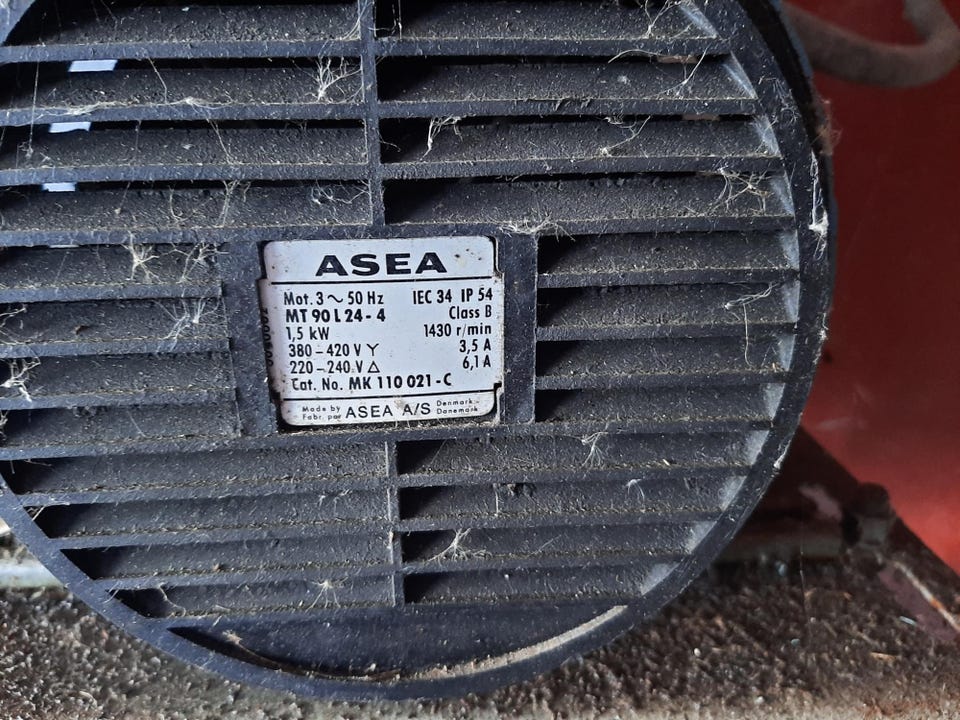 ASEA
Mot. 3 ~ 50 Hz IEC 34 IP 54
MT 90 L 24 - 4 Class B
1,5 kW 1430 r/min
380 – 420 V Y 3,5 A
220 – 240 V △ 6,1 A
Cat. No. MK 110 021 - C
Made by ASEA A/S Denmark
Fabr. par Danemark